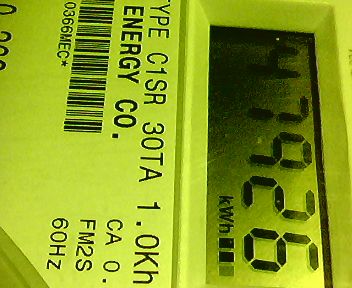 47926
kWh
TYPE C1SR 30TA 1.0Kh
ENERGY CO.
CA 0.
FM2S
60Hz
0366MEC*